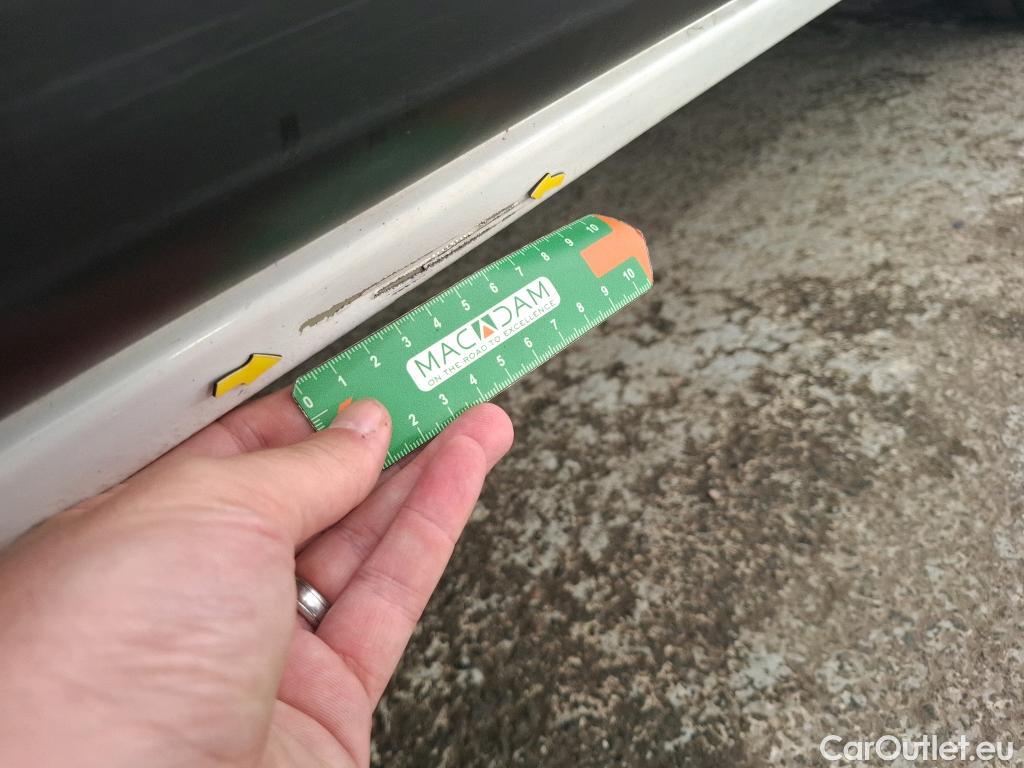 0 1 2 3 4 5 6 7 8 9 10
MACADAM
ON THE ROAD TO EXCELLENCE
2 3 4 5 6 7 8 9 10
CarOutlet.eu